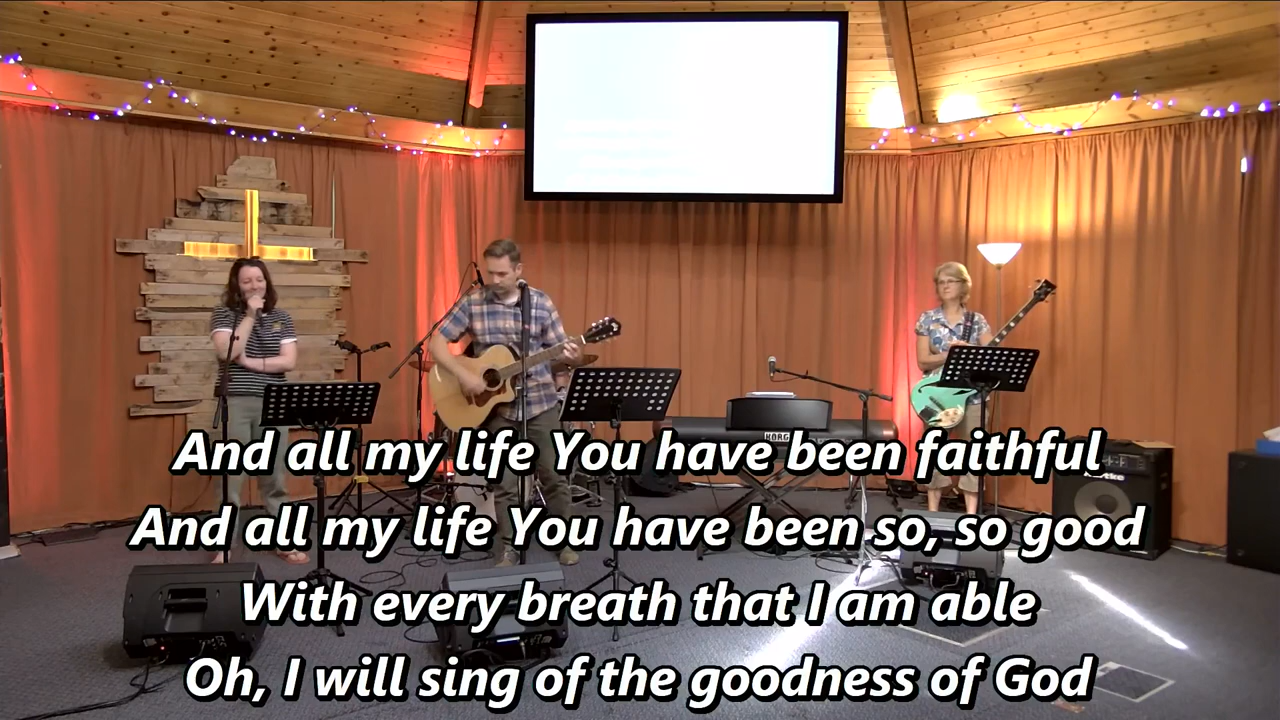 KORG
And all my life You have been faithful
And all my life You have been so, so good
With every breath that I am able
Oh, I will sing of the goodness of God